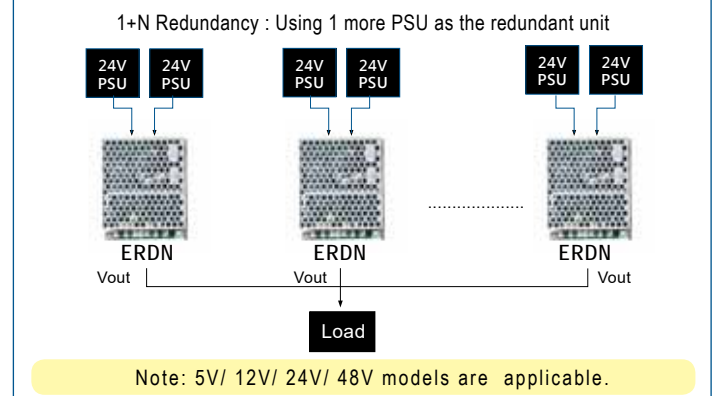 1+N Redundancy : Using 1 more PSU as the redundant unit
24V PSU
24V PSU
24V PSU
24V PSU
24V PSU
24V PSU
.....................
ERDN
ERDN
ERDN
Vout
Vout
Vout
Load
Note: 5V/ 12V/ 24V/ 48V models are applicable.